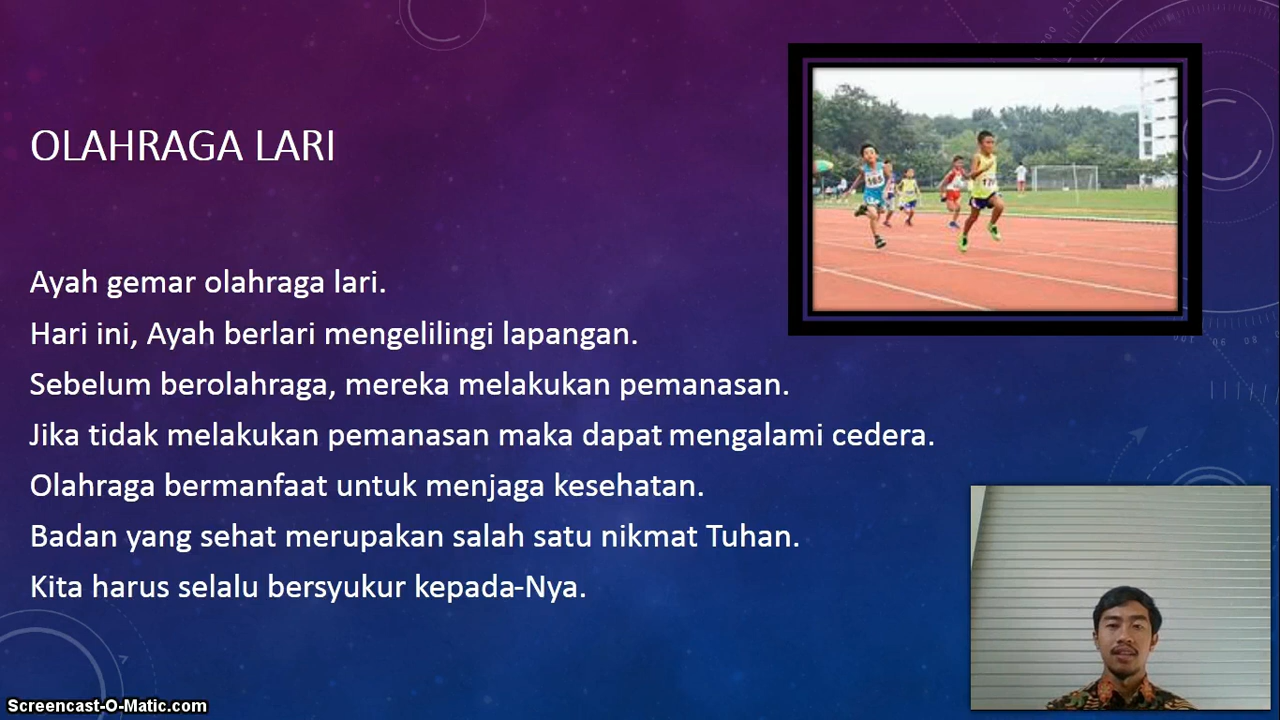 OLAHRAGA LARI
Ayah gemar olahraga lari.
Hari ini, Ayah berlari mengelilingi lapangan.
Sebelum berolahraga, mereka melakukan pemanasan.
Jika tidak melakukan pemanasan maka dapat mengalami cedera.
Olahraga bermanfaat untuk menjaga kesehatan.
Badan yang sehat merupakan salah satu nikmat Tuhan.
Kita harus selalu bersyukur kepada-Nya.
Screencast-O-Matic.com